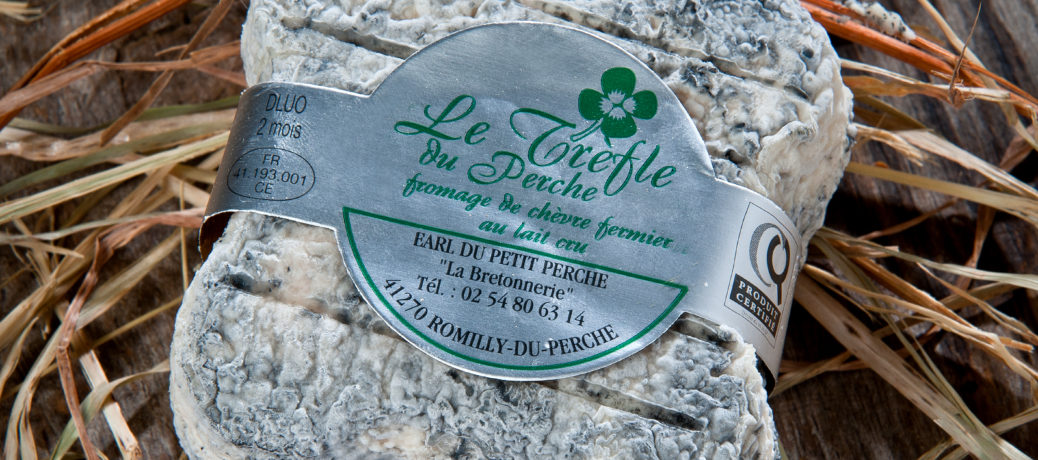 DLUO
2 mois
FR
41.193.001
CE
Le Trefle
du Perche
fromage de chèvre fermier...
au lait cru
EARL DU PETIT PERCHE
"La Bretonnerie"
Tél. : 02 54 80 63 14
41270 ROMILLY-DU-PERCHE
PRODUIT
CERTIFIÉ